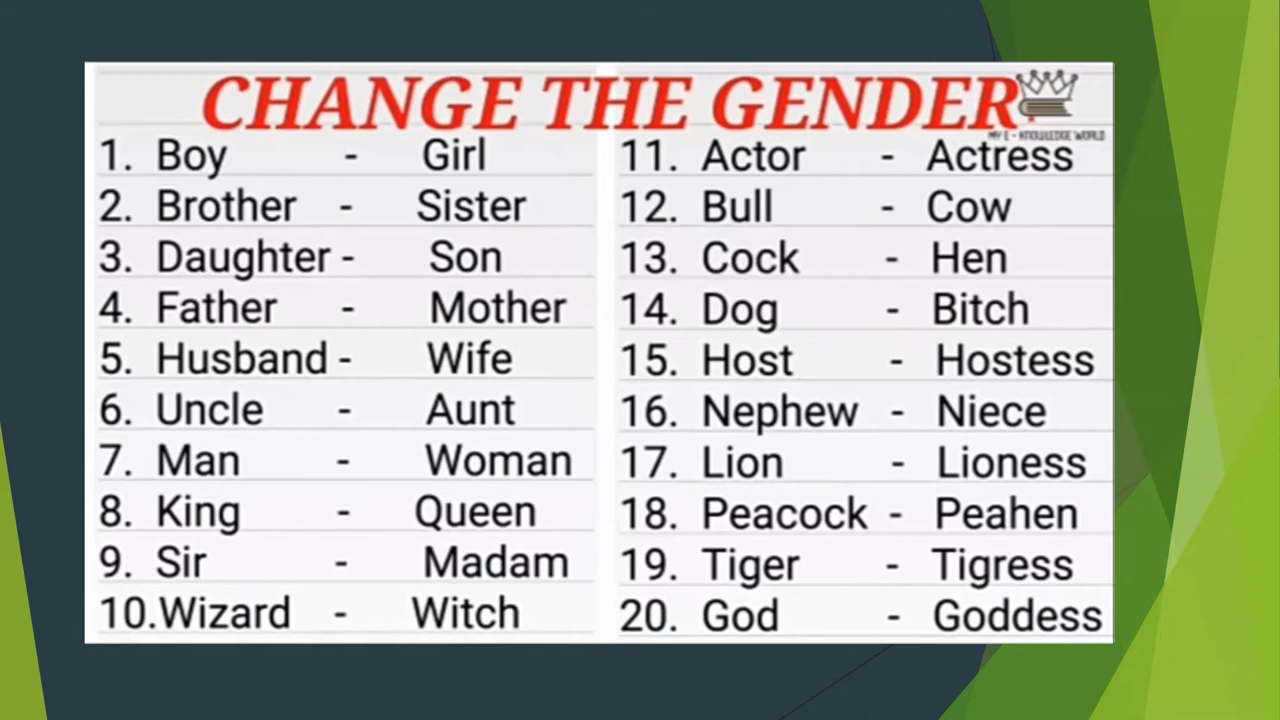 CHANGE THE GENDER
MY E - KNOWLEDGE WORLD
1. Boy - Girl
2. Brother - Sister
3. Daughter - Son
4. Father - Mother
5. Husband - Wife
6. Uncle - Aunt
7. Man - Woman
8. King - Queen
9. Sir - Madam
10.Wizard - Witch
11. Actor - Actress
12. Bull - Cow
13. Cock - Hen
14. Dog - Bitch
15. Host - Hostess
16. Nephew - Niece
17. Lion - Lioness
18. Peacock - Peahen
19. Tiger - Tigress
20. God - Goddess